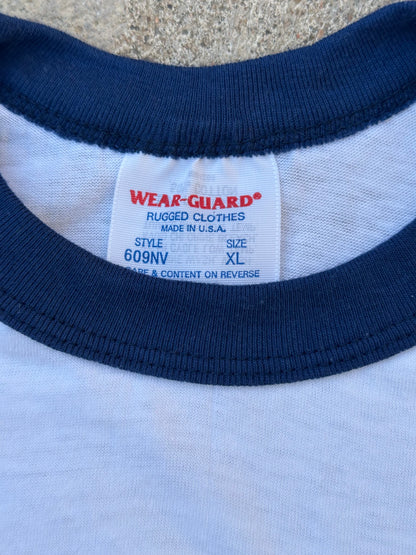 WEAR-GUARD®
RUGGED CLOTHES
MADE IN U.S.A.
STYLE SIZE
609NV XL
CARE & CONTENT ON REVERSE